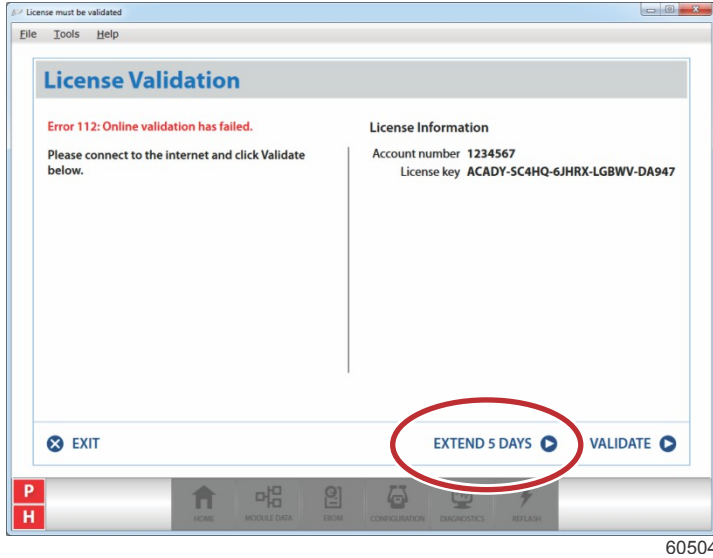 License must be validated
File Tools Help
License Validation
Error 112: Online validation has failed.
Please connect to the internet and click Validate
below.
License Information
Account number 1234567
License key ACADY-SC4HQ-6JHRX-LGBWV-DA947
EXIT
EXTEND 5 DAYS
VALIDATE
P
H
HOME
MODULE DATA
EROM
CONFIGURATION
DIAGNOSTICS
REFLASH
60504